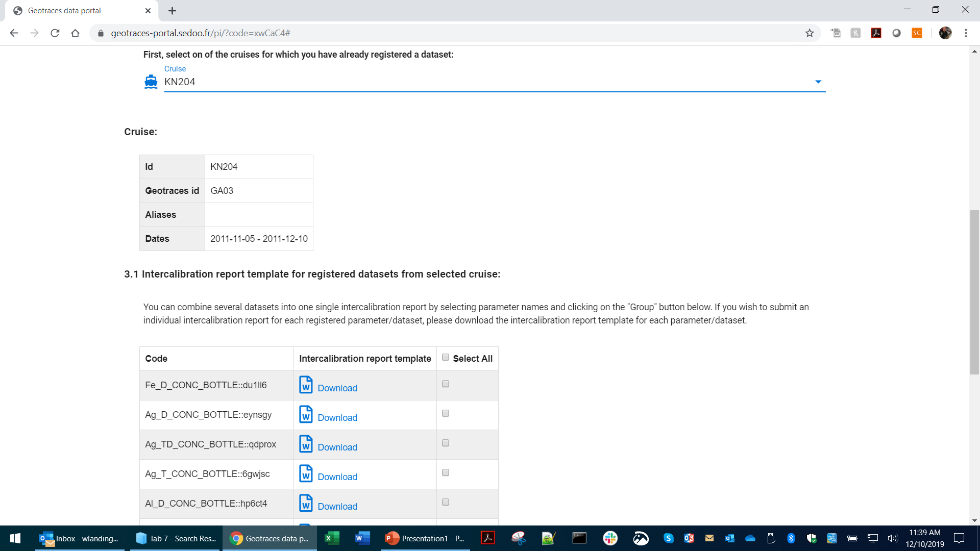 Geotraces data portal
geotraces-portal.sedoo.fr/pi/?code=xwCaC4#
First, select on of the cruises for which you have already registered a dataset:
Cruise
KN204
Cruise:
Id KN204
Geotraces id GA03
Aliases
Dates 2011-11-05 - 2011-12-10
3.1 Intercalibration report template for registered datasets from selected cruise:
You can combine several datasets into one single intercalibration report by selecting parameter names and clicking on the "Group" button below. If you wish to submit an
individual intercalibration report for each registered parameter/dataset, please download the intercalibration report template for each parameter/dataset.
Code Intercalibration report template Select All
Fe_D_CONC_BOTTLE::du1li6 Download
Ag_D_CONC_BOTTLE::eynsgy Download
Ag_TD_CONC_BOTTLE::qdprox Download
Ag_T_CONC_BOTTLE::6gwjsc Download
Al_D_CONC_BOTTLE::hp6ct4 Download
Inbox - wlanding... lab 7 - Search Res... Geotraces data p... Presentation1 - P... 11:39 AM
12/10/2019